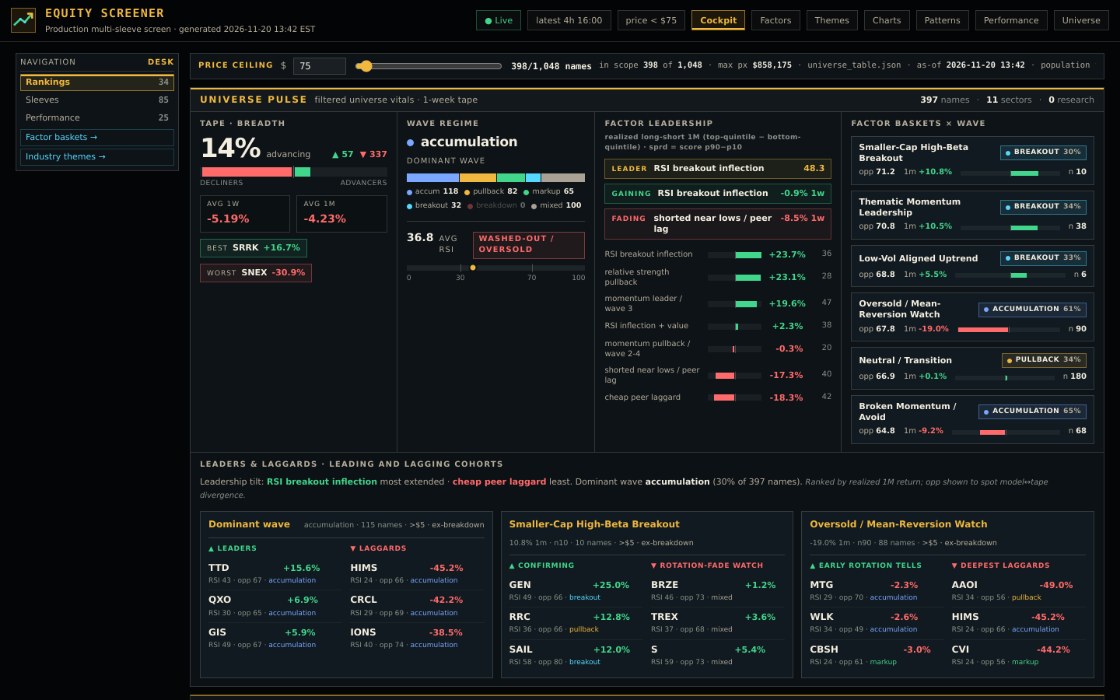 EQUITY SCREENER
Production multi-sleeve screen · generated 2026-11-20 13:42 EST
Live
latest 4h 16:00
price < $75
Cockpit
Factors
Themes
Charts
Patterns
Performance
Universe
NAVIGATION DESK
Rankings 34
Sleeves 85
Performance 25
Factor baskets →
Industry themes →
PRICE CEILING $ 75 398/1,048 names in scope 398 of 1,048 · max px $858,175 · universe_table.json · as-of 2026-11-20 13:42 · population
UNIVERSE PULSE filtered universe vitals · 1-week tape 397 names · 11 sectors · 0 research
TAPE · BREADTH
14% advancing ▲ 57 ▼ 337
DECLINERS ADVANCERS
AVG 1W
-5.19%
AVG 1M
-4.23%
BEST SRRK +16.7%
WORST SNEX -30.9%
WAVE REGIME
accumulation
DOMINANT WAVE
accum 118 pullback 82 markup 65
breakout 32 breakdown 0 mixed 100
36.8 AVG RSI
WASHED-OUT / OVERSOLD
0 30 70 100
FACTOR LEADERSHIP
realized long-short 1M (top-quintile − bottom-quintile) · sprd = score p90−p10
LEADER RSI breakout inflection 48.3
GAINING RSI breakout inflection -0.9% 1w
FADING shorted near lows / peer lag -8.5% 1w
RSI breakout inflection +23.7% 36
relative strength pullback +23.1% 28
momentum leader / wave 3 +19.6% 47
RSI inflection + value +2.3% 38
momentum pullback / wave 2-4 -0.3% 20
shorted near lows / peer lag -17.3% 40
cheap peer laggard -18.3% 42
FACTOR BASKETS × WAVE
Smaller-Cap High-Beta Breakout BREAKOUT 30%
opp 71.2 1m +10.8% n 10
Thematic Momentum Leadership BREAKOUT 34%
opp 70.8 1m +10.5% n 38
Low-Vol Aligned Uptrend BREAKOUT 33%
opp 68.8 1m +5.5% n 6
Oversold / Mean-Reversion Watch ACCUMULATION 61%
opp 67.8 1m -19.0% n 90
Neutral / Transition PULLBACK 34%
opp 66.9 1m +0.1% n 180
Broken Momentum / Avoid ACCUMULATION 65%
opp 64.8 1m -9.2% n 68
LEADERS & LAGGARDS · LEADING AND LAGGING COHORTS
Leadership tilt: RSI breakout inflection most extended · cheap peer laggard least. Dominant wave accumulation (30% of 397 names). Ranked by realized 1M return; opp shown to spot model↔tape
divergence.
Dominant wave accumulation · 115 names · >$5 · ex-breakdown
▲ LEADERS ▼ LAGGARDS
TTD +15.6% HIMS -45.2%
RSI 43 · opp 67 · accumulation RSI 24 · opp 66 · accumulation
QXO +6.9% CRCL -42.2%
RSI 30 · opp 65 · accumulation RSI 29 · opp 69 · accumulation
GIS +5.9% IONS -38.5%
RSI 49 · opp 67 · accumulation RSI 40 · opp 74 · accumulation
Smaller-Cap High-Beta Breakout
10.8% 1m · n10 · 10 names · >$5 · ex-breakdown
▲ CONFIRMING ▼ ROTATION-FADE WATCH
GEN +25.0% BRZE +1.2%
RSI 49 · opp 66 · breakout RSI 46 · opp 73 · mixed
RRC +12.8% TREX +3.6%
RSI 36 · opp 66 · pullback RSI 37 · opp 68 · mixed
SAIL +12.0% S +5.4%
RSI 58 · opp 80 · breakout RSI 59 · opp 73 · mixed
Oversold / Mean-Reversion Watch
-19.0% 1m · n90 · 88 names · >$5 · ex-breakdown
▲ EARLY ROTATION TELLS ▼ DEEPEST LAGGARDS
MTG -2.3% AAOI -49.0%
RSI 29 · opp 70 · accumulation RSI 34 · opp 56 · pullback
WLK -2.6% HIMS -45.2%
RSI 34 · opp 49 · accumulation RSI 24 · opp 66 · accumulation
CBSH -3.0% CVI -44.2%
RSI 24 · opp 61 · markup RSI 24 · opp 56 · markup